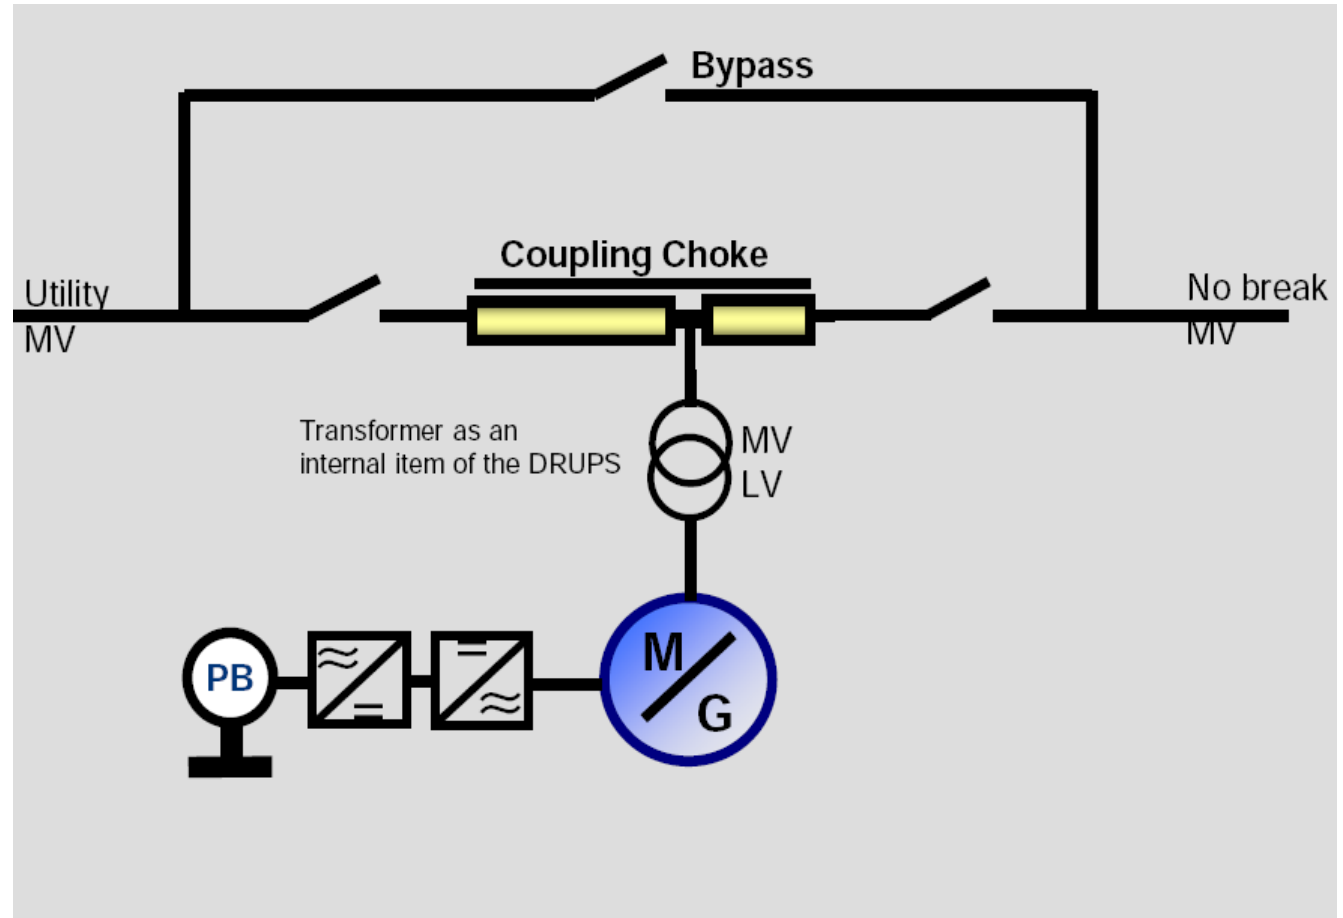 Bypass
Coupling Choke
Utility
MV
No break
MV
Transformer as an
internal item of the DRUPS
MV
LV
PB
M
G